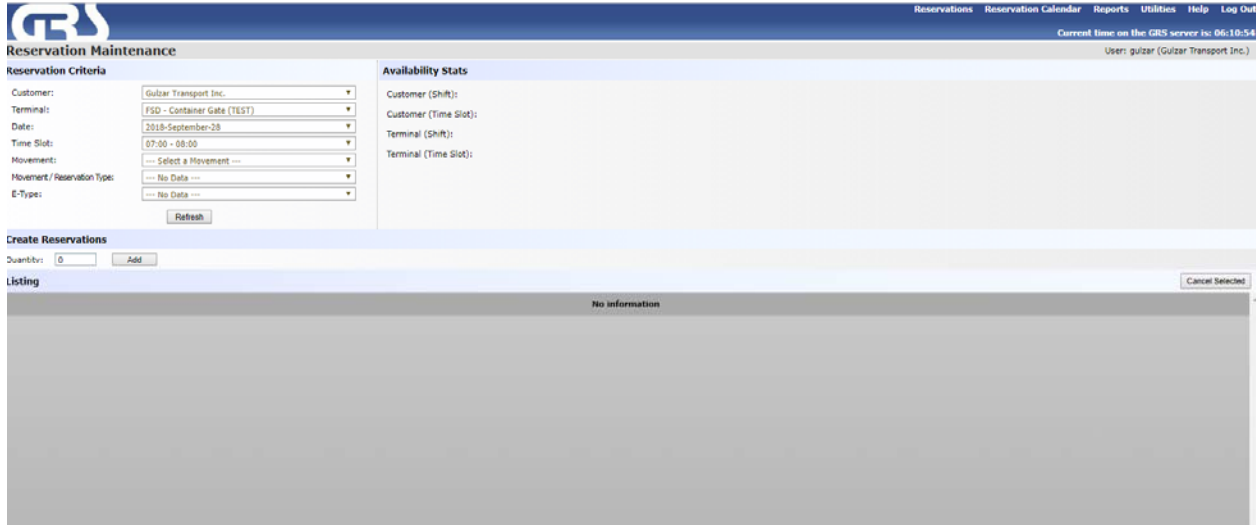 GRS
Reservations Reservation Calendar Reports Utilities Help Log Out
Current time on the GRS server is: 06:10:54
Reservation Maintenance
User: gulzar (Gulzar Transport Inc.)
Reservation Criteria
Customer: Gulzar Transport Inc.
Terminal: FSD - Container Gate (TEST)
Date: 2018-September-28
Time Slot: 07:00 - 08:00
Movement: --- Select a Movement ---
Movement / Reservation Type: --- No Data ---
E-Type: --- No Data ---
Refresh
Availability Stats
Customer (Shift):
Customer (Time Slot):
Terminal (Shift):
Terminal (Time Slot):
Create Reservations
Quantity: 0 Add
Listing
Cancel Selected
No information